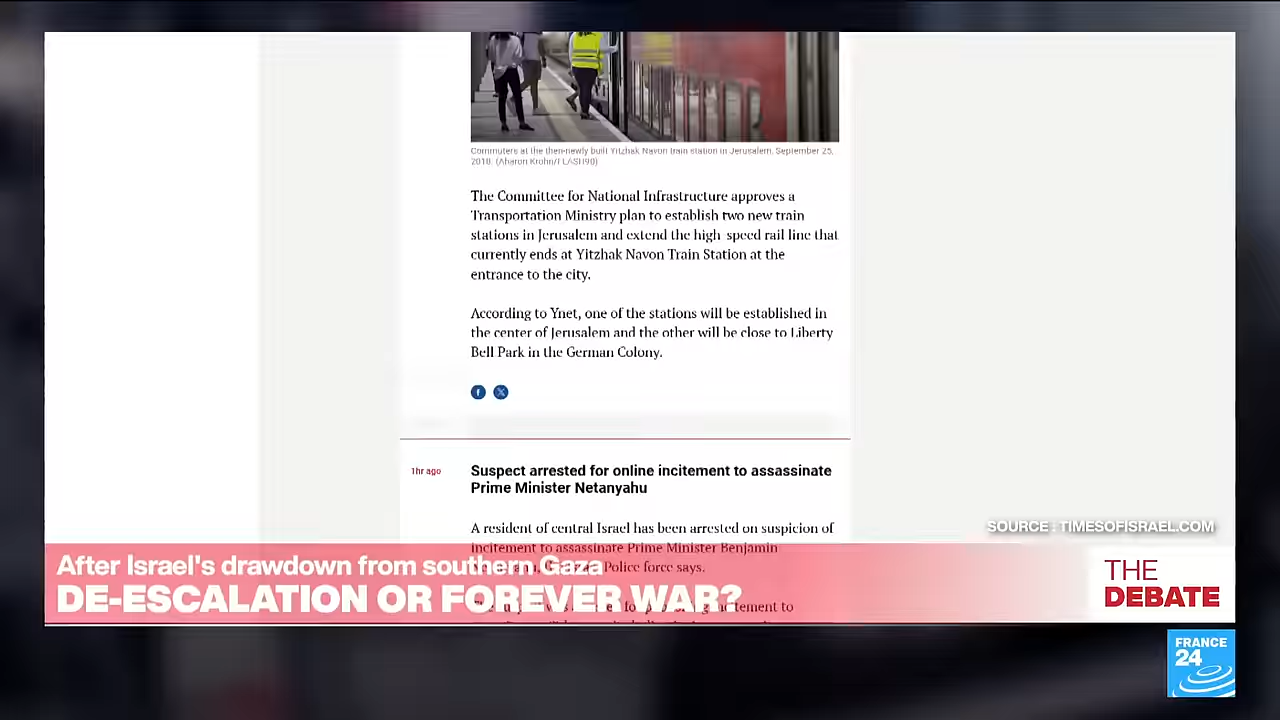 Commuters at the then-newly built Yitzhak Navon train station in Jerusalem, September 25,
2018. (Aharon Krohn/FLASH90)
The Committee for National Infrastructure approves a
Transportation Ministry plan to establish two new train
stations in Jerusalem and extend the high-speed rail line that
currently ends at Yitzhak Navon Train Station at the
entrance to the city.
According to Ynet, one of the stations will be established in
the center of Jerusalem and the other will be close to Liberty
Bell Park in the German Colony.
1hr ago
Suspect arrested for online incitement to assassinate
Prime Minister Netanyahu
A resident of central Israel has been arrested on suspicion of
incitement to assassinate Prime Minister Benjamin
Police force says.
SOURCE : TIMESOFISRAEL.COM
After Israel's drawdown from southern Gaza
DE-ESCALATION OR FOREVER WAR?
THE
DEBATE
FRANCE
24